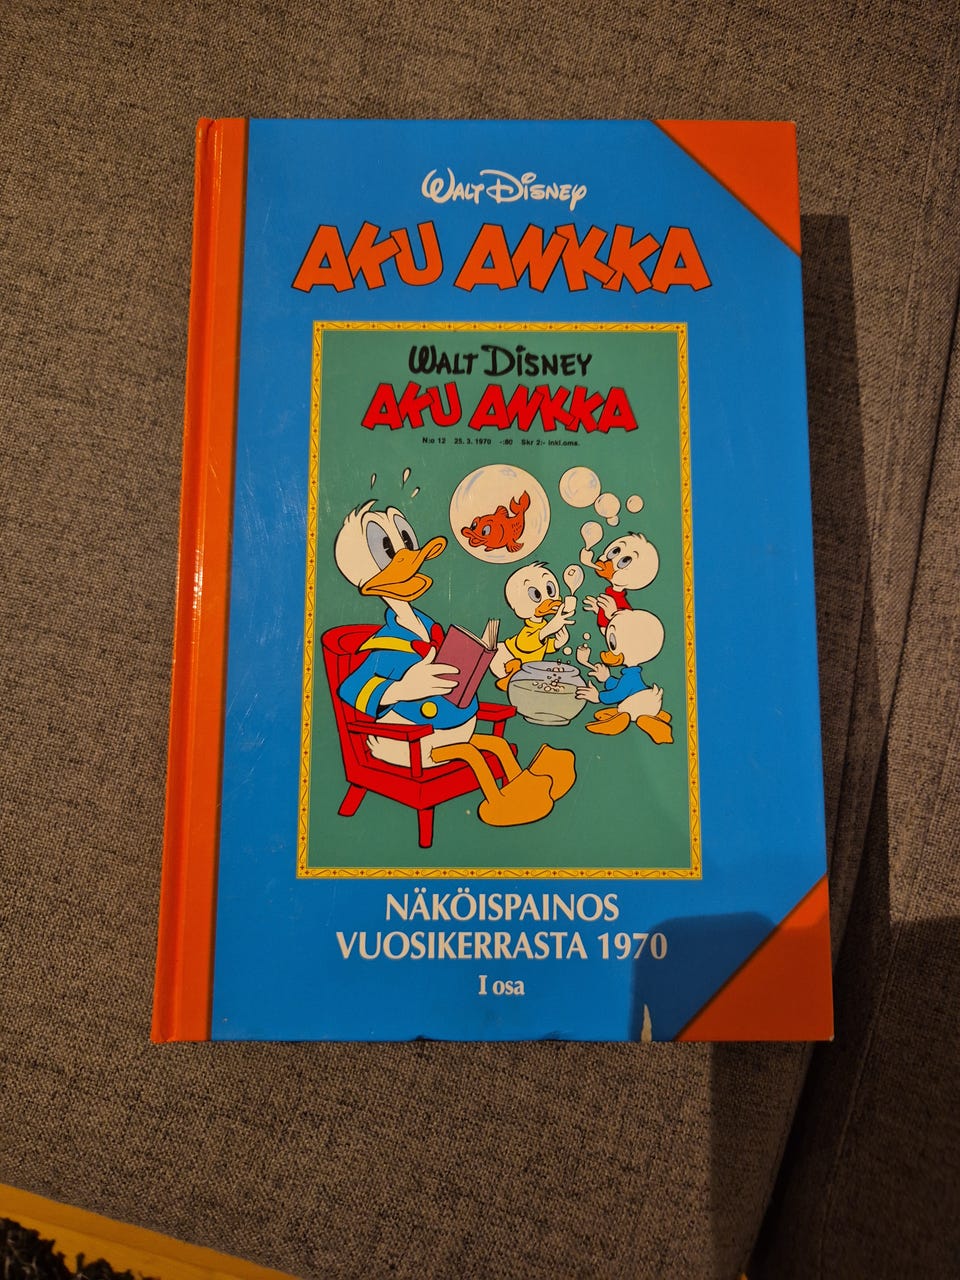 WALT DISNEY
AKU ANKKA
WALT DISNEY
AKU ANKKA
N:o 12 25. 3. 1970 -:80 Skr 2:- inkl.oms.
NÄKÖISPAINOS
VUOSIKERRASTA 1970
I osa